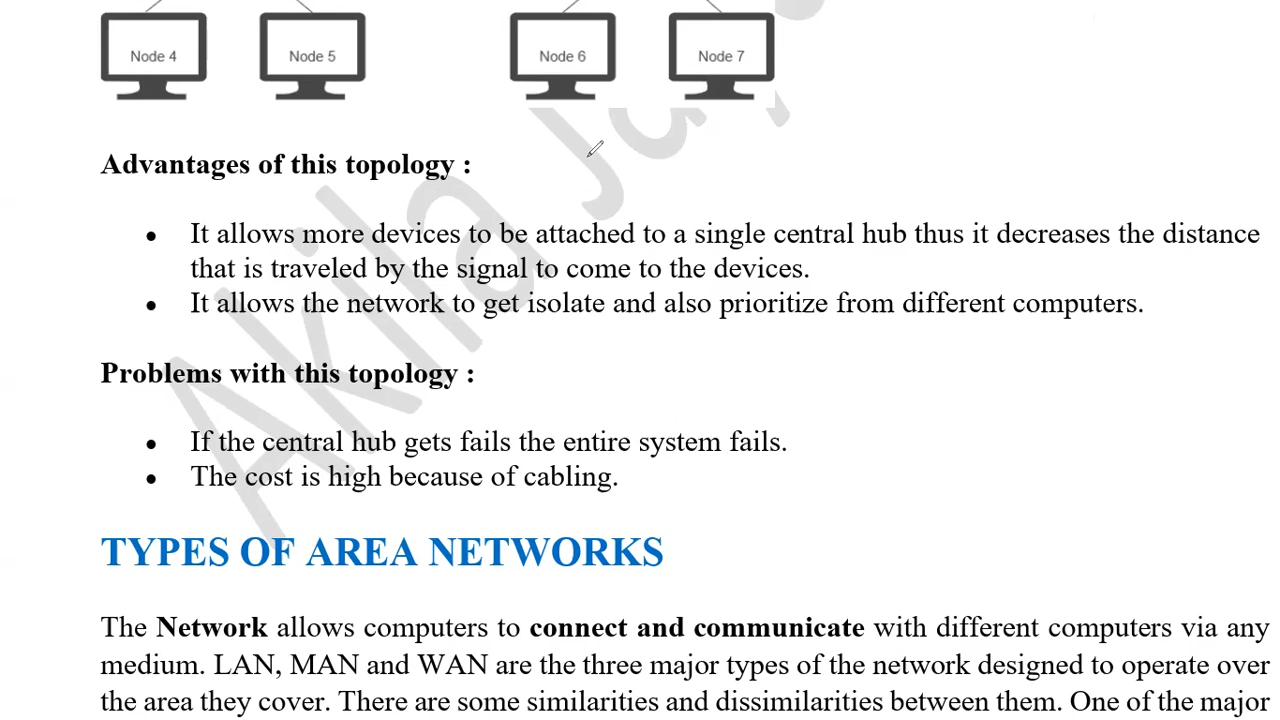 Node 4
Node 5
Node 6
Node 7
Advantages of this topology :
• It allows more devices to be attached to a single central hub thus it decreases the distance
that is traveled by the signal to come to the devices.
• It allows the network to get isolate and also prioritize from different computers.
Problems with this topology :
• If the central hub gets fails the entire system fails.
• The cost is high because of cabling.
TYPES OF AREA NETWORKS
The Network allows computers to connect and communicate with different computers via any
medium. LAN, MAN and WAN are the three major types of the network designed to operate over
the area they cover. There are some similarities and dissimilarities between them. One of the major
Akila